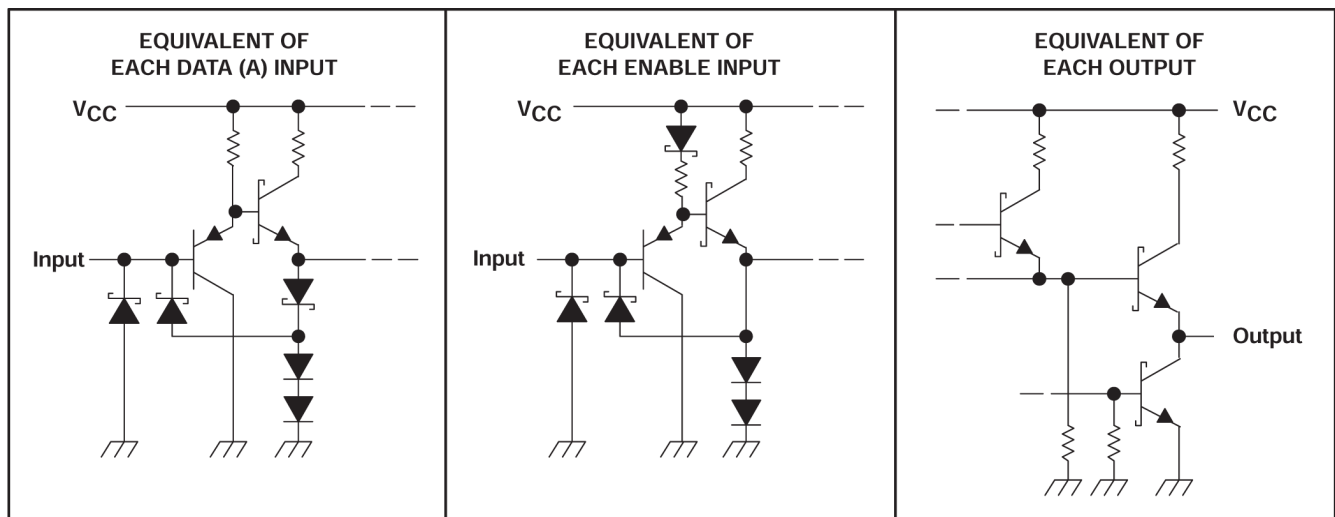 EQUIVALENT OF
EACH DATA (A) INPUT
VCC
Input
EQUIVALENT OF
EACH ENABLE INPUT
VCC
Input
EQUIVALENT OF
EACH OUTPUT
VCC
Output